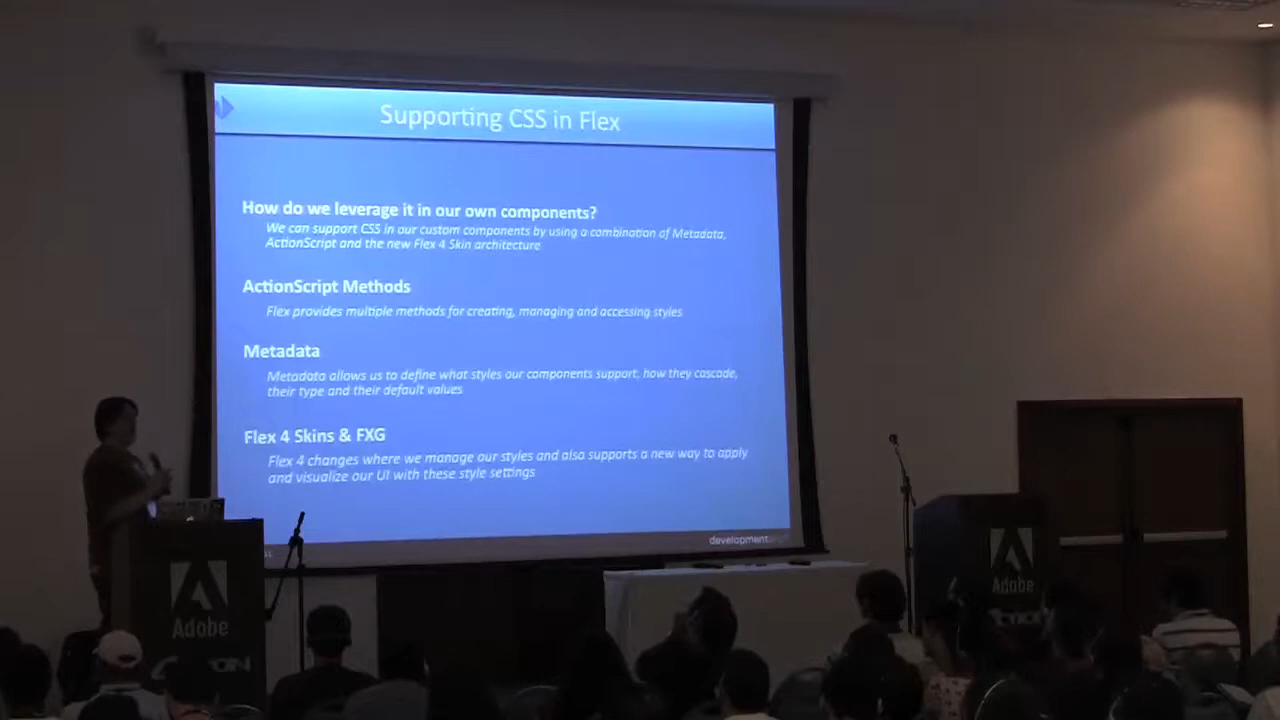 Supporting CSS in Flex
How do we leverage it in our own components?
We can support CSS in our custom components by using a combination of Metadata,
ActionScript and the new Flex 4 Skin architecture
ActionScript Methods
Flex provides multiple methods for creating, managing and accessing styles
Metadata
Metadata allows us to define what styles our components support, how they cascade,
their type and their default values
Flex 4 Skins & FXG
Flex 4 changes where we manage our styles and also supports a new way to apply
and visualize our UI with these style settings
development
Adobe
Adobe